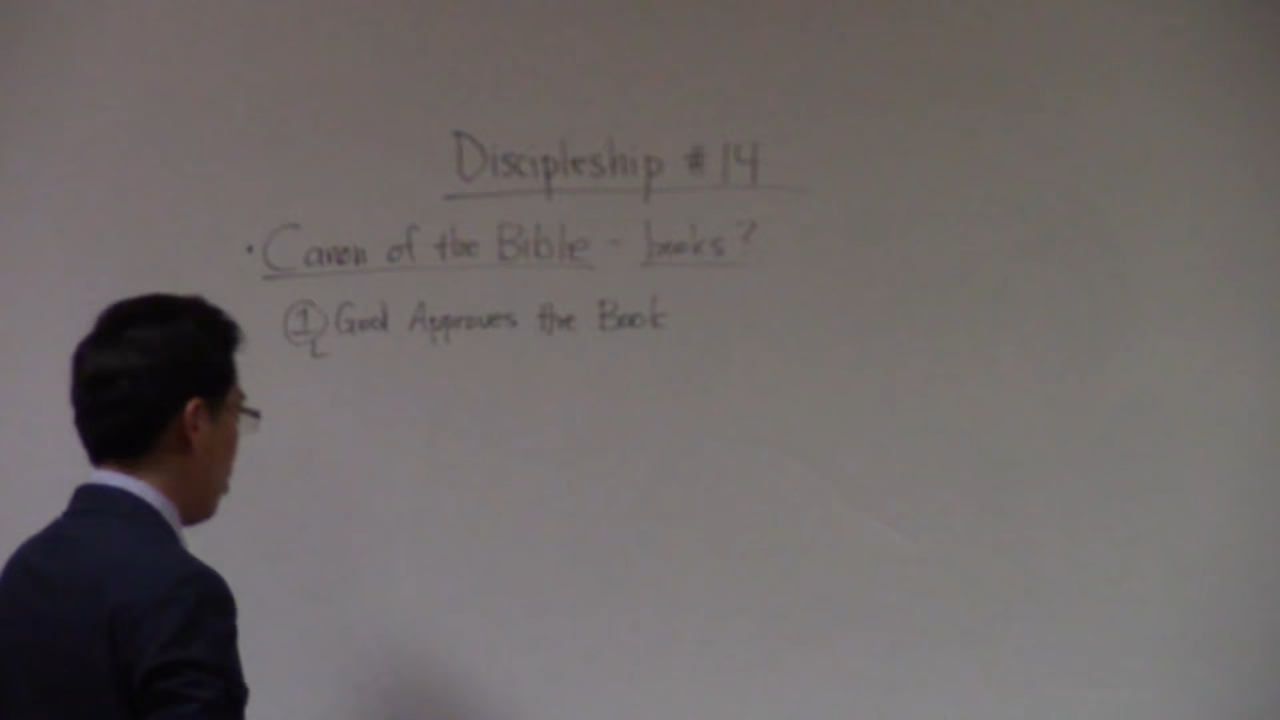 Discipleship #14
· Canon of the Bible - books?
① God Approves the Book